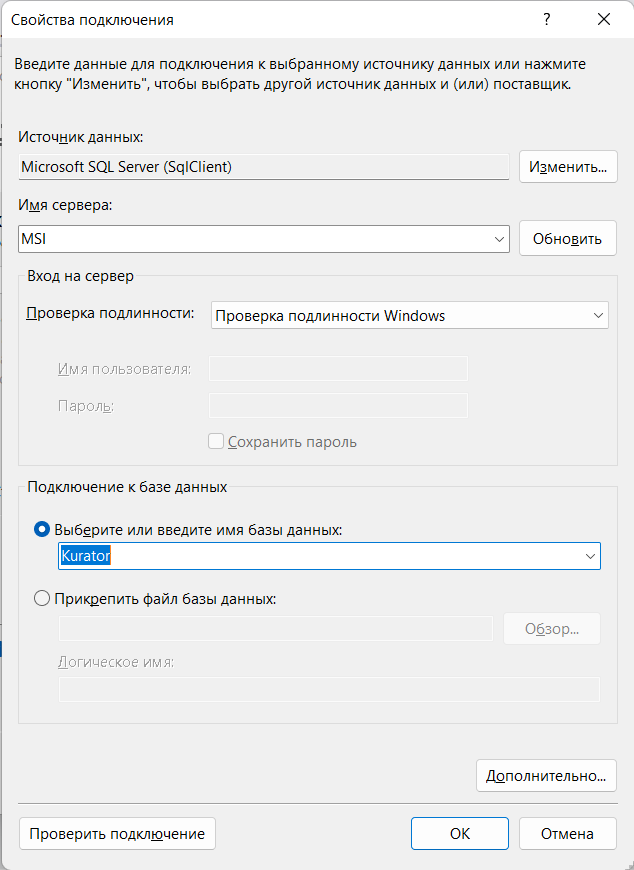 Свойства подключения
?
Введите данные для подключения к выбранному источнику данных или нажмите
кнопку "Изменить", чтобы выбрать другой источник данных и (или) поставщик.
Источник данных:
Microsoft SQL Server (SqlClient)
Изменить...
Имя сервера:
MSI
Обновить
Вход на сервер
Проверка подлинности:
Проверка подлинности Windows
Имя пользователя:
Пароль:
Сохранить пароль
Подключение к базе данных
Выберите или введите имя базы данных:
Kurator
Прикрепить файл базы данных:
Обзор...
Логическое имя:
Дополнительно...
Проверить подключение
ОК
Отмена